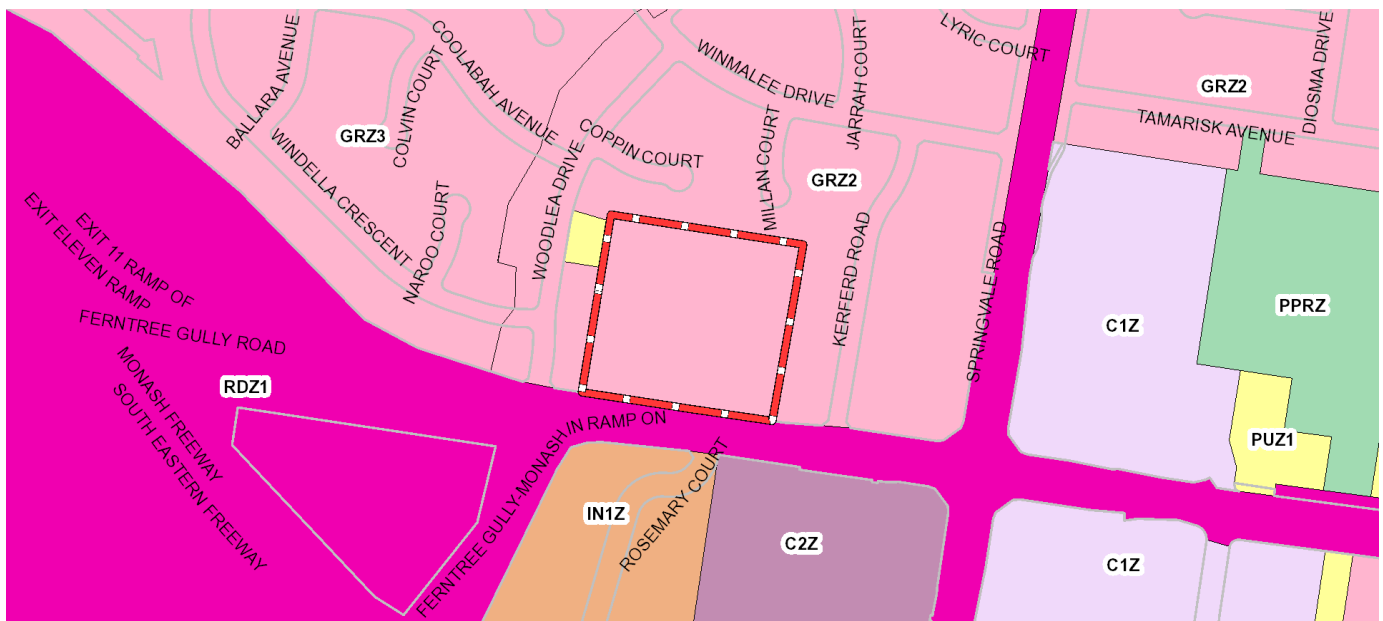 LYRIC COURT
COOLABAH AVENUE
WINMALEE DRIVE
JARRAH COURT
DIOSMA DRIVE
GRZ2
BALLARA AVENUE
COLVIN COURT
GRZ3
TAMARISK AVENUE
COPPIN COURT
MILLAN COURT
GRZ2
WINDELLA CRESCENT
WOODLEA DRIVE
NAROO COURT
KERFERD ROAD
SPRINGVALE ROAD
EXIT 11 RAMP OF
EXIT ELEVEN RAMP
FERNTREE GULLY ROAD
C1Z
PPRZ
MONASH FREEWAY
SOUTH EASTERN FREEWAY
RDZ1
FERNTREE GULLY-MONASH IN RAMP ON
PUZ1
IN1Z
ROSEMARY COURT
C2Z
C1Z